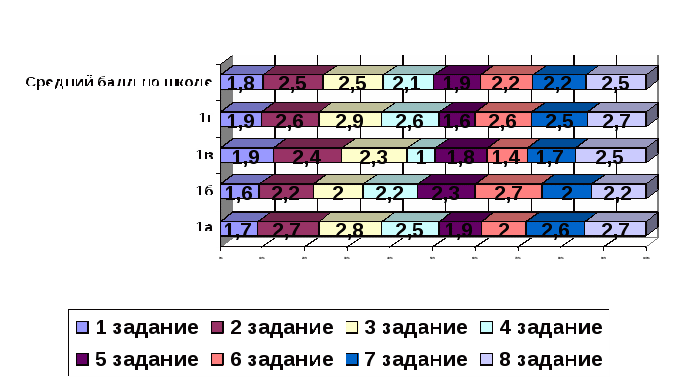 Средний балл по школе 1,8 2,5 2,5 2,1 1,9 2,2 2,2 2,5
1г 1,9 2,6 2,9 2,6 1,6 2,6 2,5 2,7
1в 1,9 2,4 2,3 1 1,8 1,4 1,7 2,5
1б 1,6 2,2 2 2,2 2,3 2,7 2 2,2
1а 1,7 2,7 2,8 2,5 1,9 2 2,6 2,7
1 задание 2 задание 3 задание 4 задание
5 задание 6 задание 7 задание 8 задание